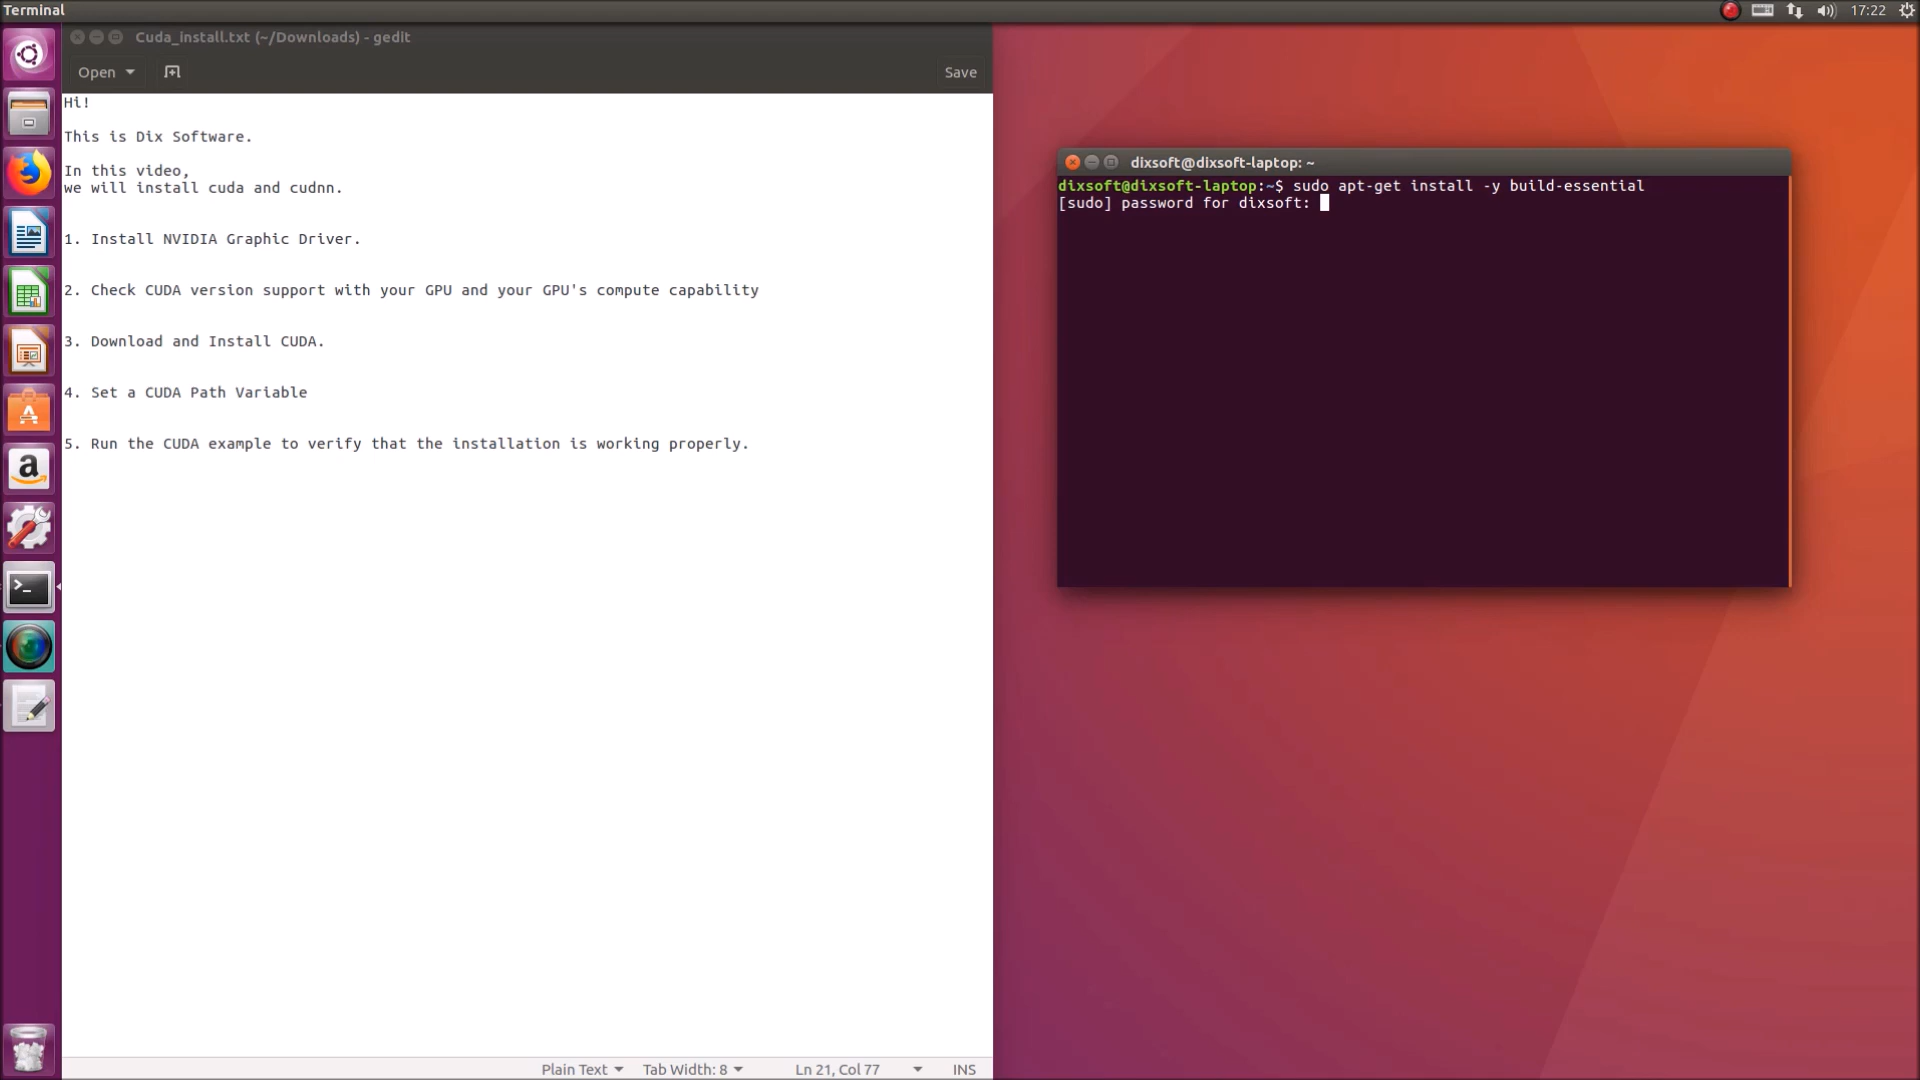 Terminal
17:22
Cuda_install.txt (~/Downloads) - gedit
Open
Save
Hi!
This is Dix Software.
In this video,
we will install cuda and cudnn.
1. Install NVIDIA Graphic Driver.
2. Check CUDA version support with your GPU and your GPU's compute capability
3. Download and Install CUDA.
4. Set a CUDA Path Variable
5. Run the CUDA example to verify that the installation is working properly.
Plain Text
Tab Width: 8
Ln 21, Col 77
INS
dixsoft@dixsoft-laptop: ~
dixsoft@dixsoft-laptop:~$ sudo apt-get install -y build-essential
[sudo] password for dixsoft: